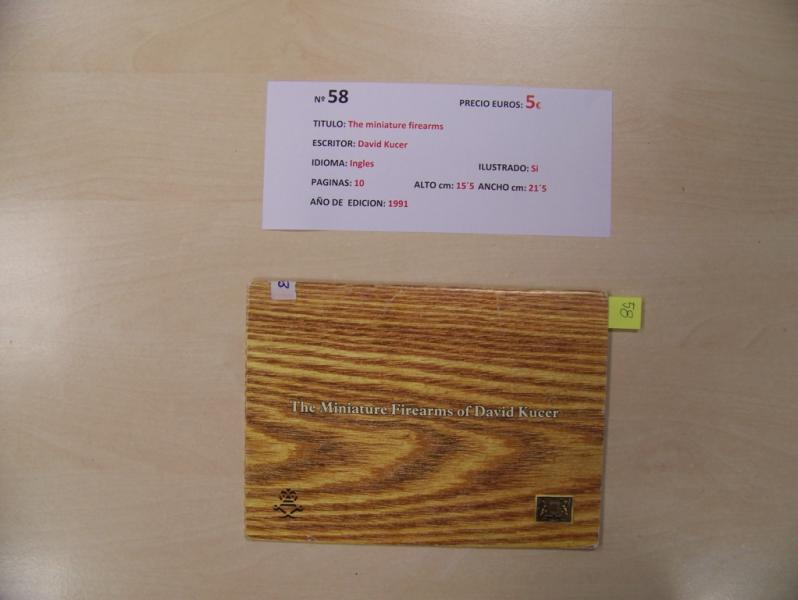 Nº 58 PRECIO EUROS: 5€
TITULO: The miniature firearms
ESCRITOR: David Kucer
IDIOMA: Ingles ILUSTRADO: Si
PAGINAS: 10 ALTO cm: 15´5 ANCHO cm: 21´5
AÑO DE EDICION: 1991
3
58
The Miniature Firearms of David Kucer